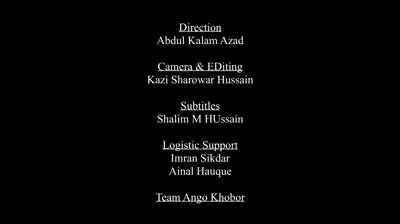 Direction
Abdul Kalam Azad
Camera & EDiting
Kazi Sharowar Hussain
Subtitles
Shalim M HUssain
Logistic Support
Imran Sikdar
Ainal Hauque
Team Ango Khobor